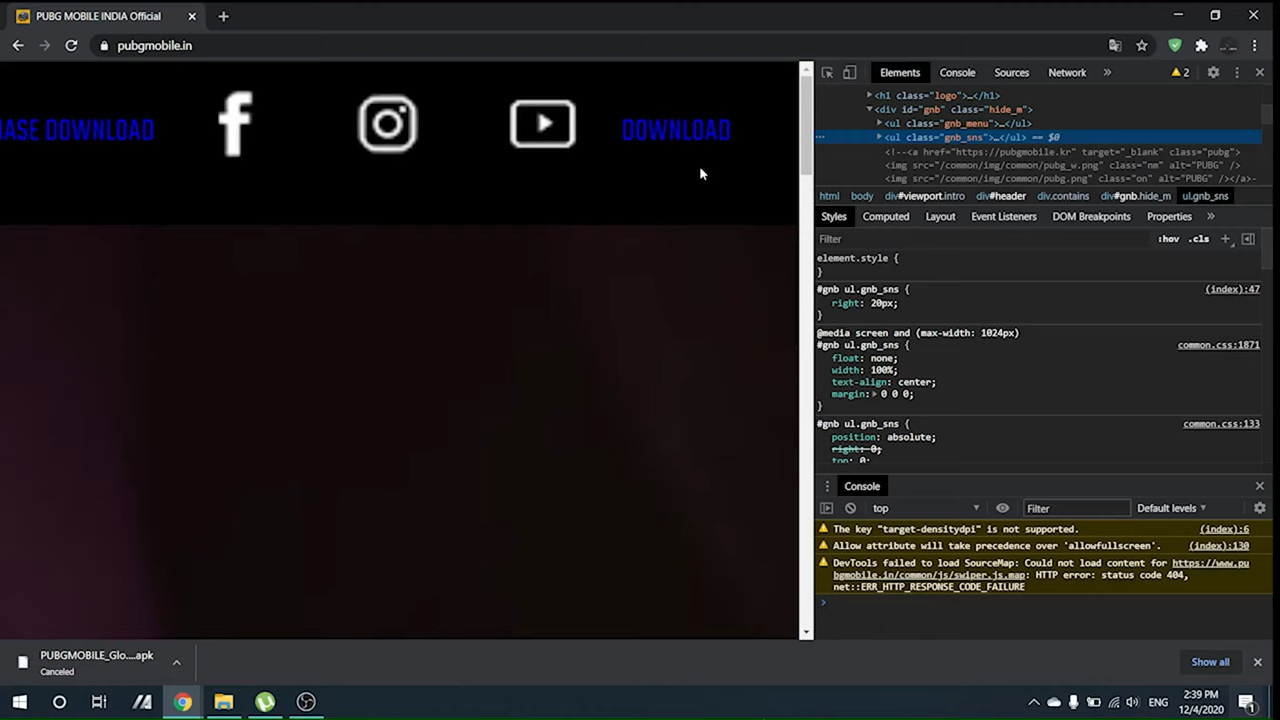 PUBG MOBILE INDIA Official
pubgmobile.in
ASE DOWNLOAD
DOWNLOAD
Elements Console Sources Network » 2
<h1 class="logo">…</h1>
<div id="gnb" class="hide_m">
<ul class="gnb_menu">…</ul>
<ul class="gnb_sns">…</ul> == $0
<!--<a href="https://pubgmobile.kr" target="_blank" class="pubg">
<img src="/common/img/common/pubg_w.png" class="nm" alt="PUBG" />
<img src="/common/img/common/pubg.png" class="on" alt="PUBG" /></a>-
html body div#viewport.intro div#header div.contains div#gnb.hide_m ul.gnb_sns
Styles Computed Layout Event Listeners DOM Breakpoints Properties »
Filter :hov .cls +
element.style {
}
#gnb ul.gnb_sns { (index):47
right: 20px;
}
@media screen and (max-width: 1024px)
#gnb ul.gnb_sns { common.css:1871
float: none;
width: 100%;
text-align: center;
margin: 0 0 0;
}
#gnb ul.gnb_sns { common.css:133
position: absolute;
right: 0;
top: 0;
Console
top Filter Default levels
The key "target-densitydpi" is not supported. (index):6
Allow attribute will take precedence over 'allowfullscreen'. (index):130
DevTools failed to load SourceMap: Could not load content for https://www.pu
bgmobile.in/common/js/swiper.js.map: HTTP error: status code 404,
net::ERR_HTTP_RESPONSE_CODE_FAILURE
PUBGMOBILE_Glo....apk
Canceled
Show all
ENG
2:39 PM
12/4/2020
1